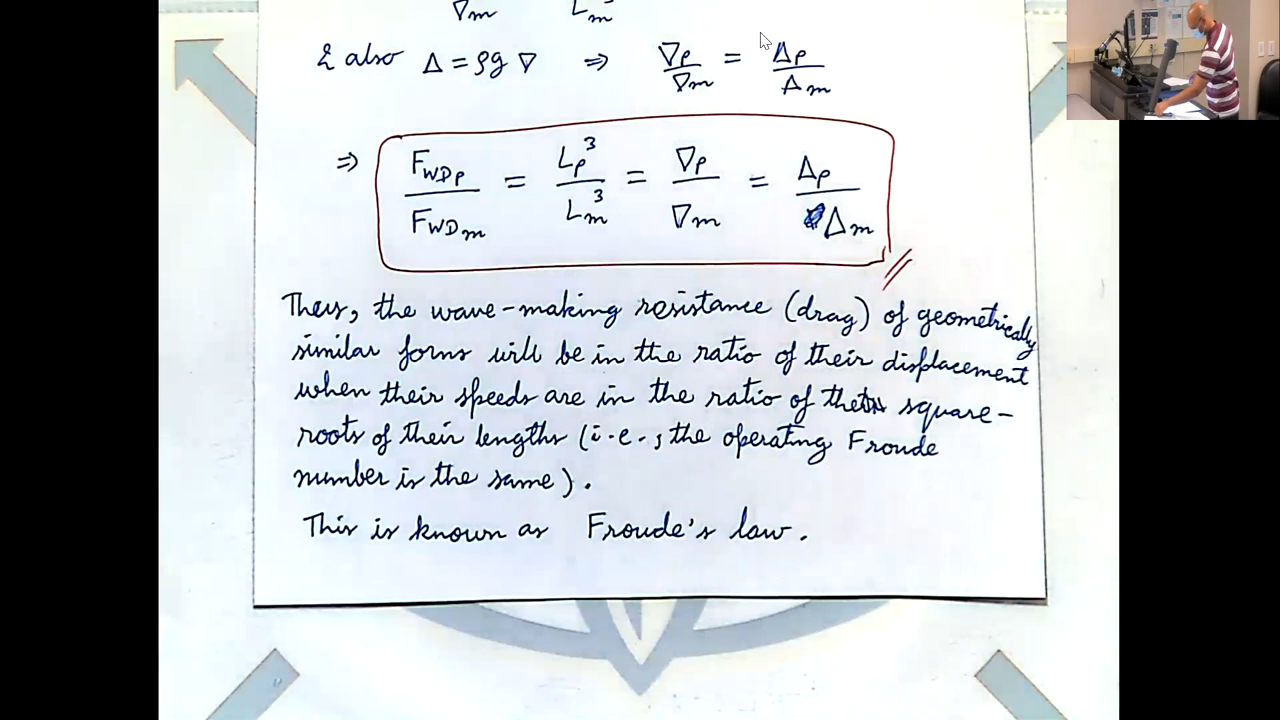 ∇m Lm³
& also Δ = ρg ∇ ⇒ ∇p/∇m = Δp/Δm
⇒ F_WDp/F_WDm = Lp³/Lm³ = ∇p/∇m = Δp/Δm
Thus, the wave-making resistance (drag) of geometrically
similar forms will be in the ratio of their displacement
when their speeds are in the ratio of the square-
roots of their lengths (i.e., the operating Froude
number is the same).
This is known as Froude's law.